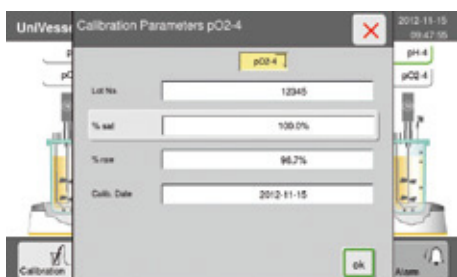 UniVesse
Calibration Parameters pO2-4
2012-11-15
09:47:55
pH-4
pO2-4
pO2-4
Lot No.
12345
% sat
100.0%
% raw
96.7%
Calib. Date
2012-11-15
ok
Calibration
Alarm